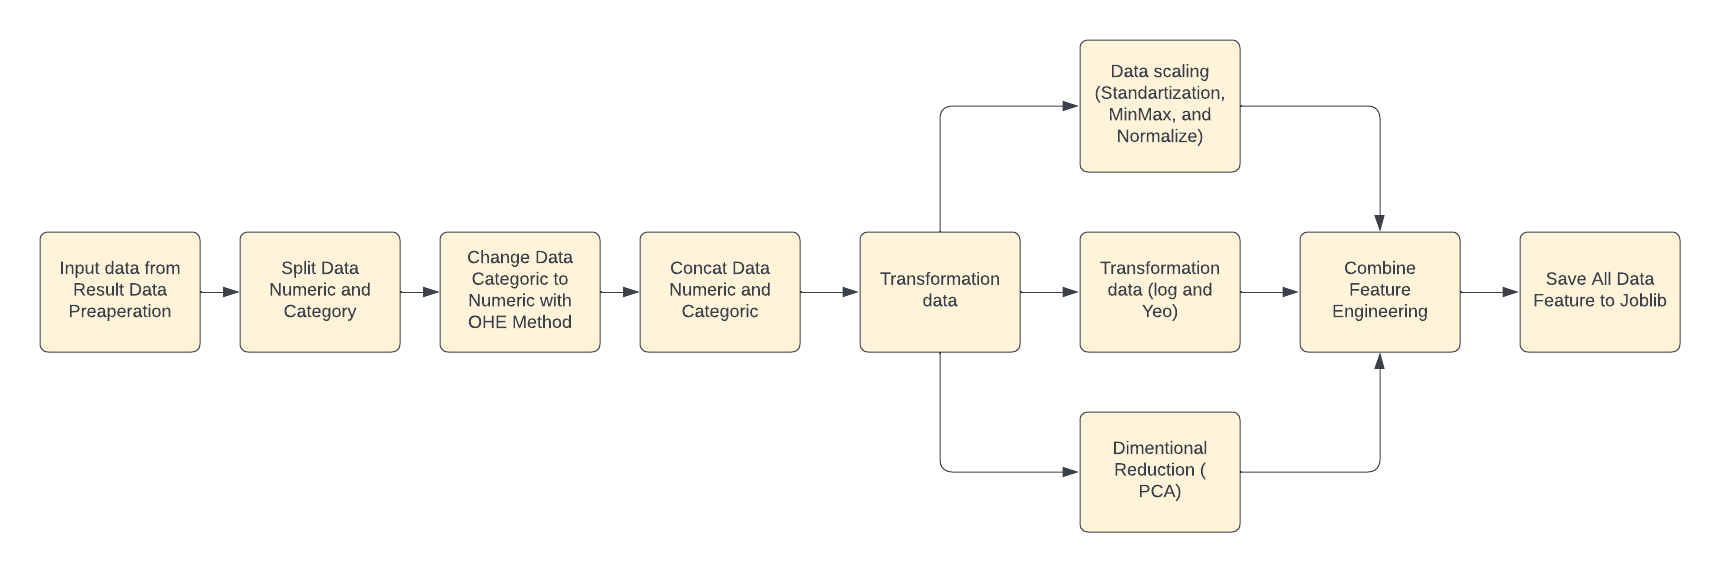 Input data from
Result Data
Preaperation
Split Data
Numeric and
Category
Change Data
Categoric to
Numeric with
OHE Method
Concat Data
Numeric and
Categoric
Transformation
data
Data scaling
(Standartization,
MinMax, and
Normalize)
Transformation
data (log and
Yeo)
Dimentional
Reduction (
PCA)
Combine
Feature
Engineering
Save All Data
Feature to Joblib